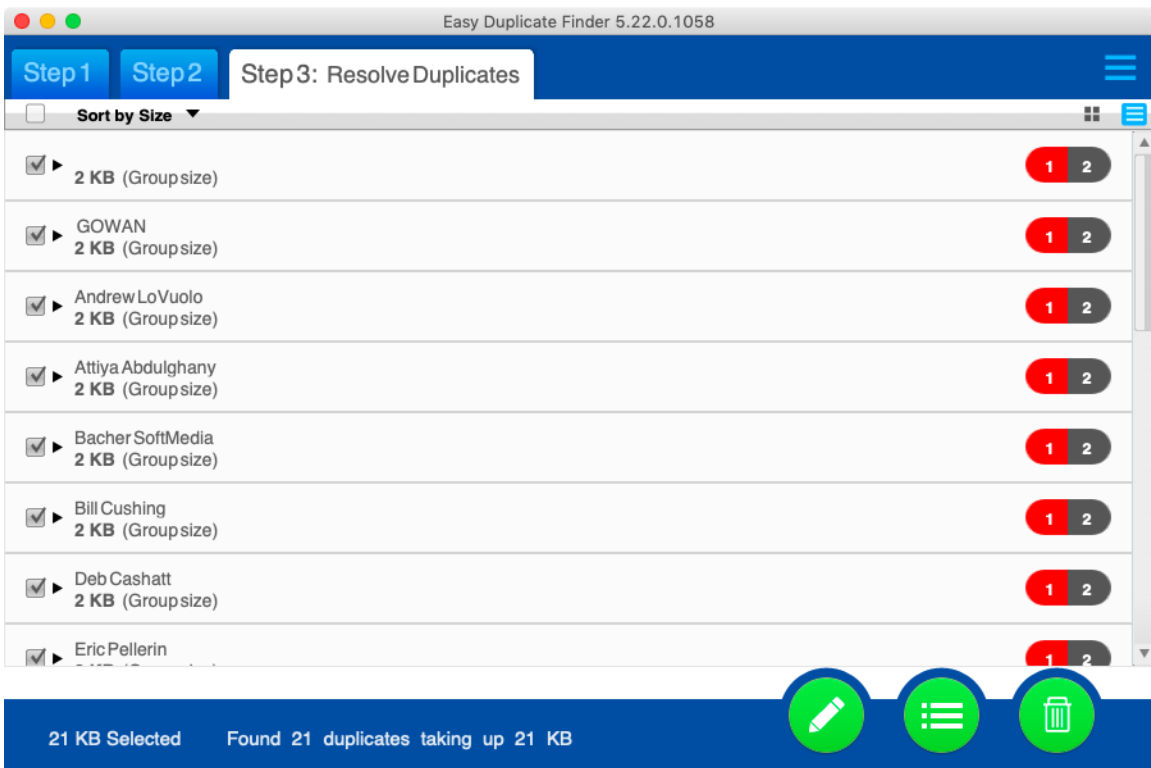 Easy Duplicate Finder 5.22.0.1058
Step 1 Step 2 Step 3: Resolve Duplicates
Sort by Size
2 KB (Group size) 1 2
GOWAN
2 KB (Group size) 1 2
Andrew LoVuolo
2 KB (Group size) 1 2
Attiya Abdulghany
2 KB (Group size) 1 2
Bacher SoftMedia
2 KB (Group size) 1 2
Bill Cushing
2 KB (Group size) 1 2
Deb Cashatt
2 KB (Group size) 1 2
Eric Pellerin
1 2
21 KB Selected Found 21 duplicates taking up 21 KB